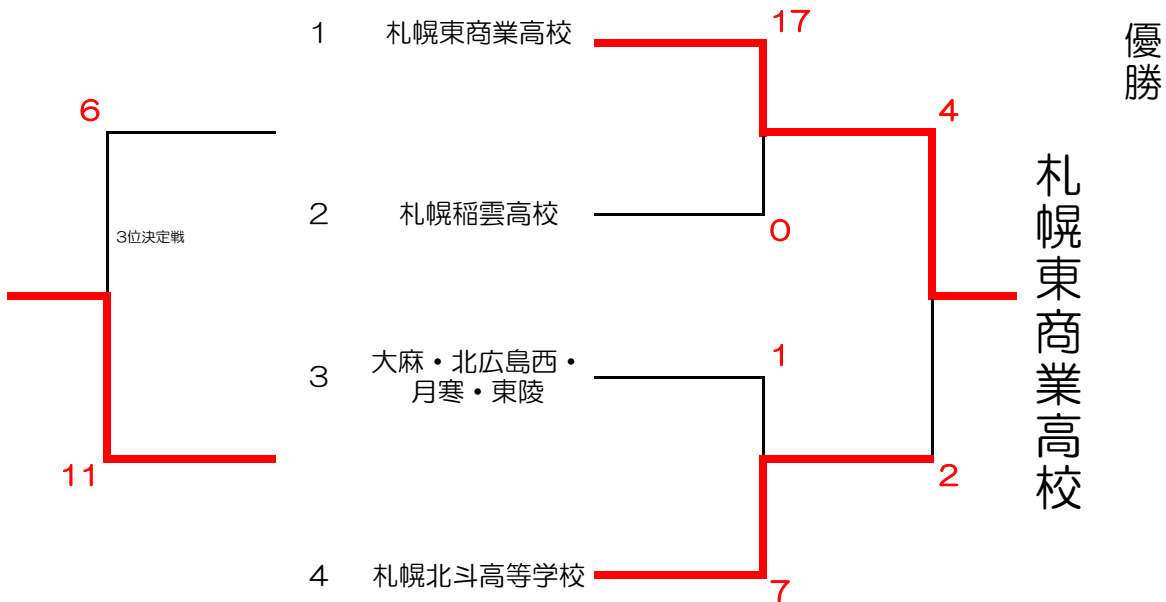 優勝
札幌東商業高校
1 札幌東商業高校
17
6
4
2 札幌稲雲高校
0
3位決定戦
3 大麻・北広島西・
月寒・東陵
1
11
2
4 札幌北斗高等学校
7